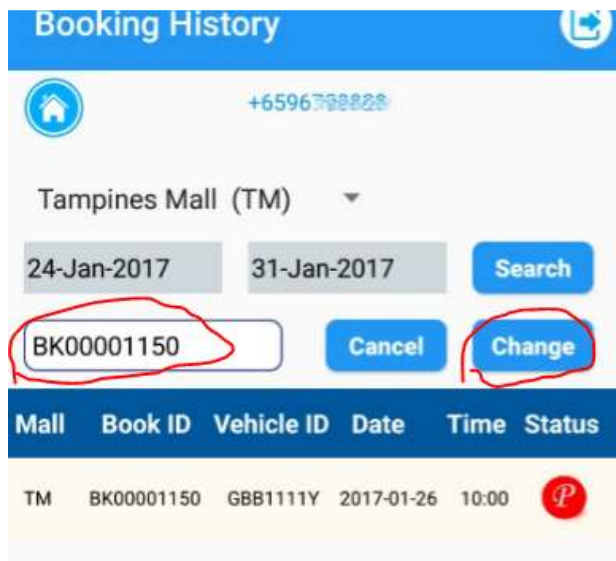 Booking History
Tampines Mall (TM)
24-Jan-2017 31-Jan-2017 Search
BK00001150 Cancel Change
Mall Book ID Vehicle ID Date Time Status
TM BK00001150 GBB1111Y 2017-01-26 10:00 P